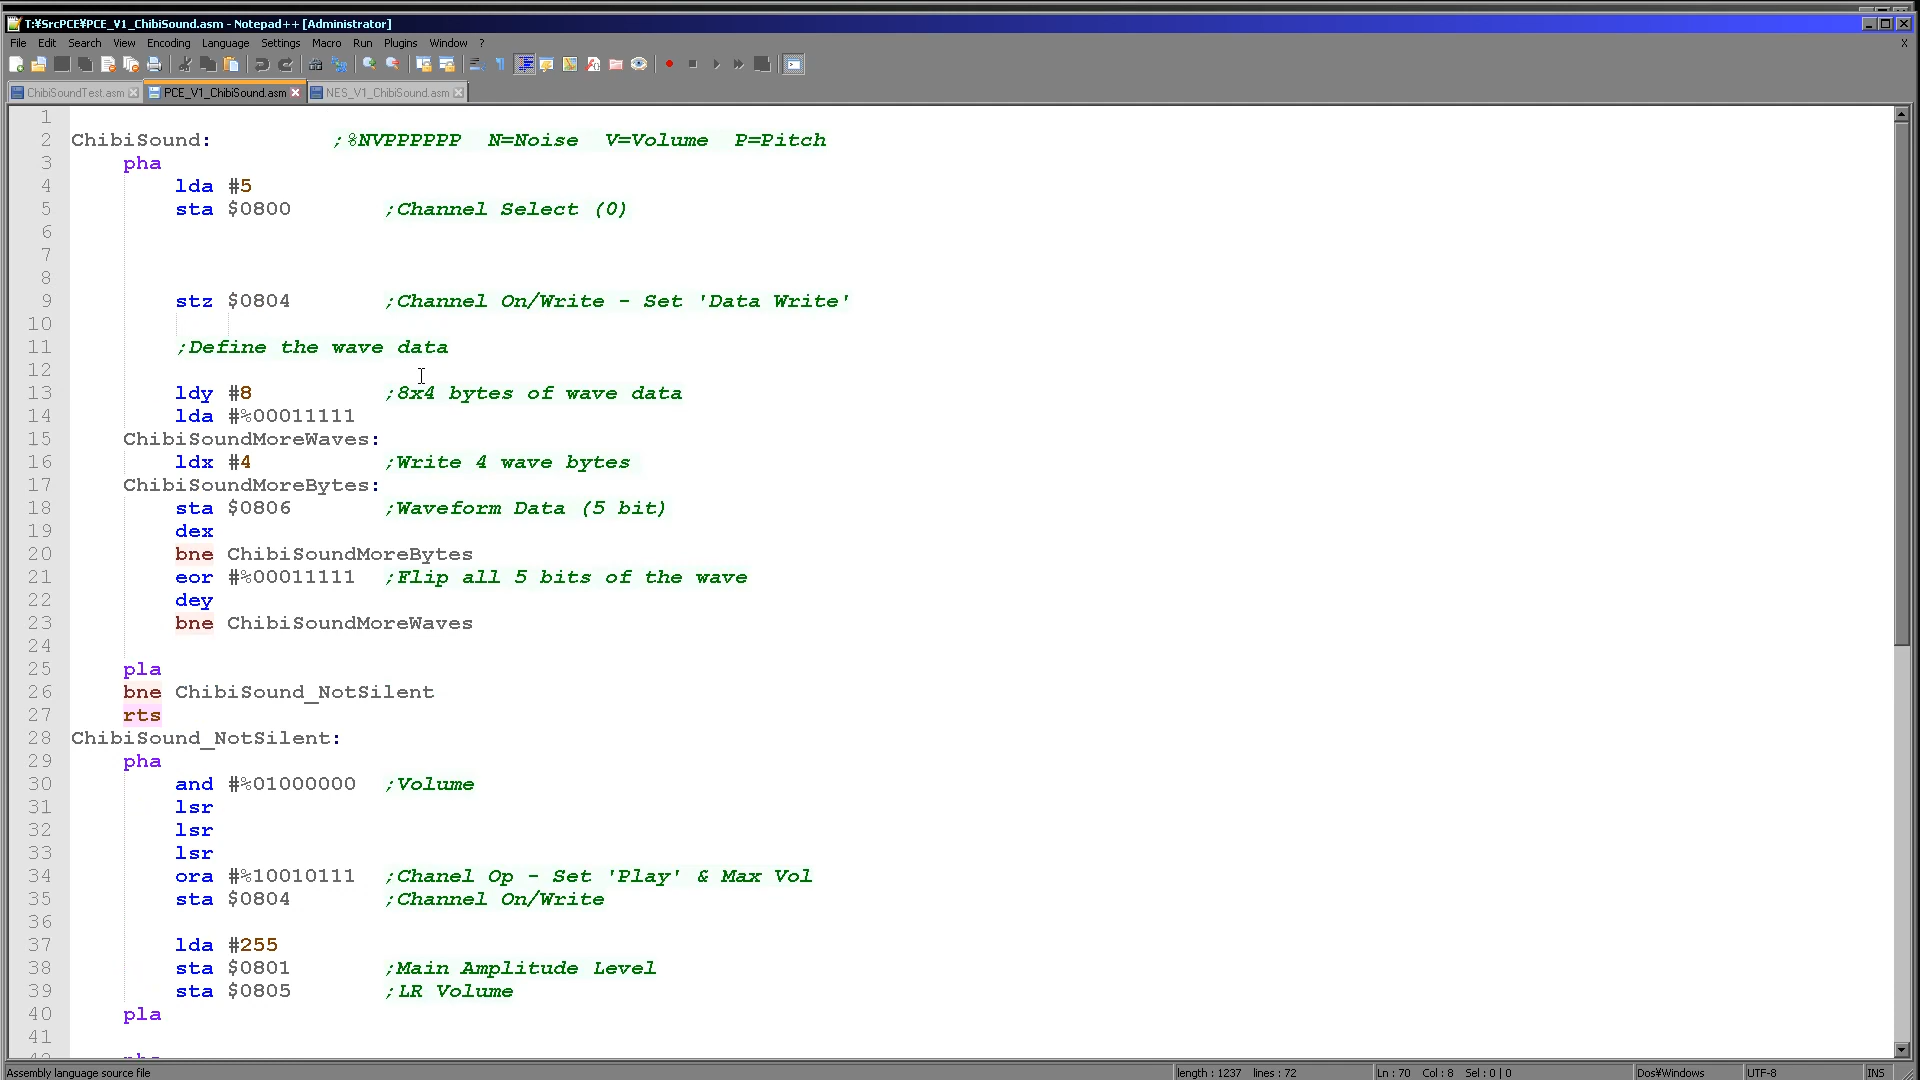 T:¥SrcPCE¥PCE_V1_ChibiSound.asm - Notepad++ [Administrator]
File Edit Search View Encoding Language Settings Macro Run Plugins Window ?
ChibiSoundTest.asm PCE_V1_ChibiSound.asm NES_V1_ChibiSound.asm
1
2 ChibiSound: ;%NVPPPPPP N=Noise V=Volume P=Pitch
3 pha
4 lda #5
5 sta $0800 ;Channel Select (0)
6
7
8
9 stz $0804 ;Channel On/Write - Set 'Data Write'
10
11 ;Define the wave data
12
13 ldy #8 ;8x4 bytes of wave data
14 lda #%00011111
15 ChibiSoundMoreWaves:
16 ldx #4 ;Write 4 wave bytes
17 ChibiSoundMoreBytes:
18 sta $0806 ;Waveform Data (5 bit)
19 dex
20 bne ChibiSoundMoreBytes
21 eor #%00011111 ;Flip all 5 bits of the wave
22 dey
23 bne ChibiSoundMoreWaves
24
25 pla
26 bne ChibiSound_NotSilent
27 rts
28 ChibiSound_NotSilent:
29 pha
30 and #%01000000 ;Volume
31 lsr
32 lsr
33 lsr
34 ora #%10010111 ;Chanel Op - Set 'Play' & Max Vol
35 sta $0804 ;Channel On/Write
36
37 lda #255
38 sta $0801 ;Main Amplitude Level
39 sta $0805 ;LR Volume
40 pla
41
Assembly language source file length : 1237 lines : 72 Ln : 70 Col : 8 Sel : 0 | 0 Dos¥Windows UTF-8 INS